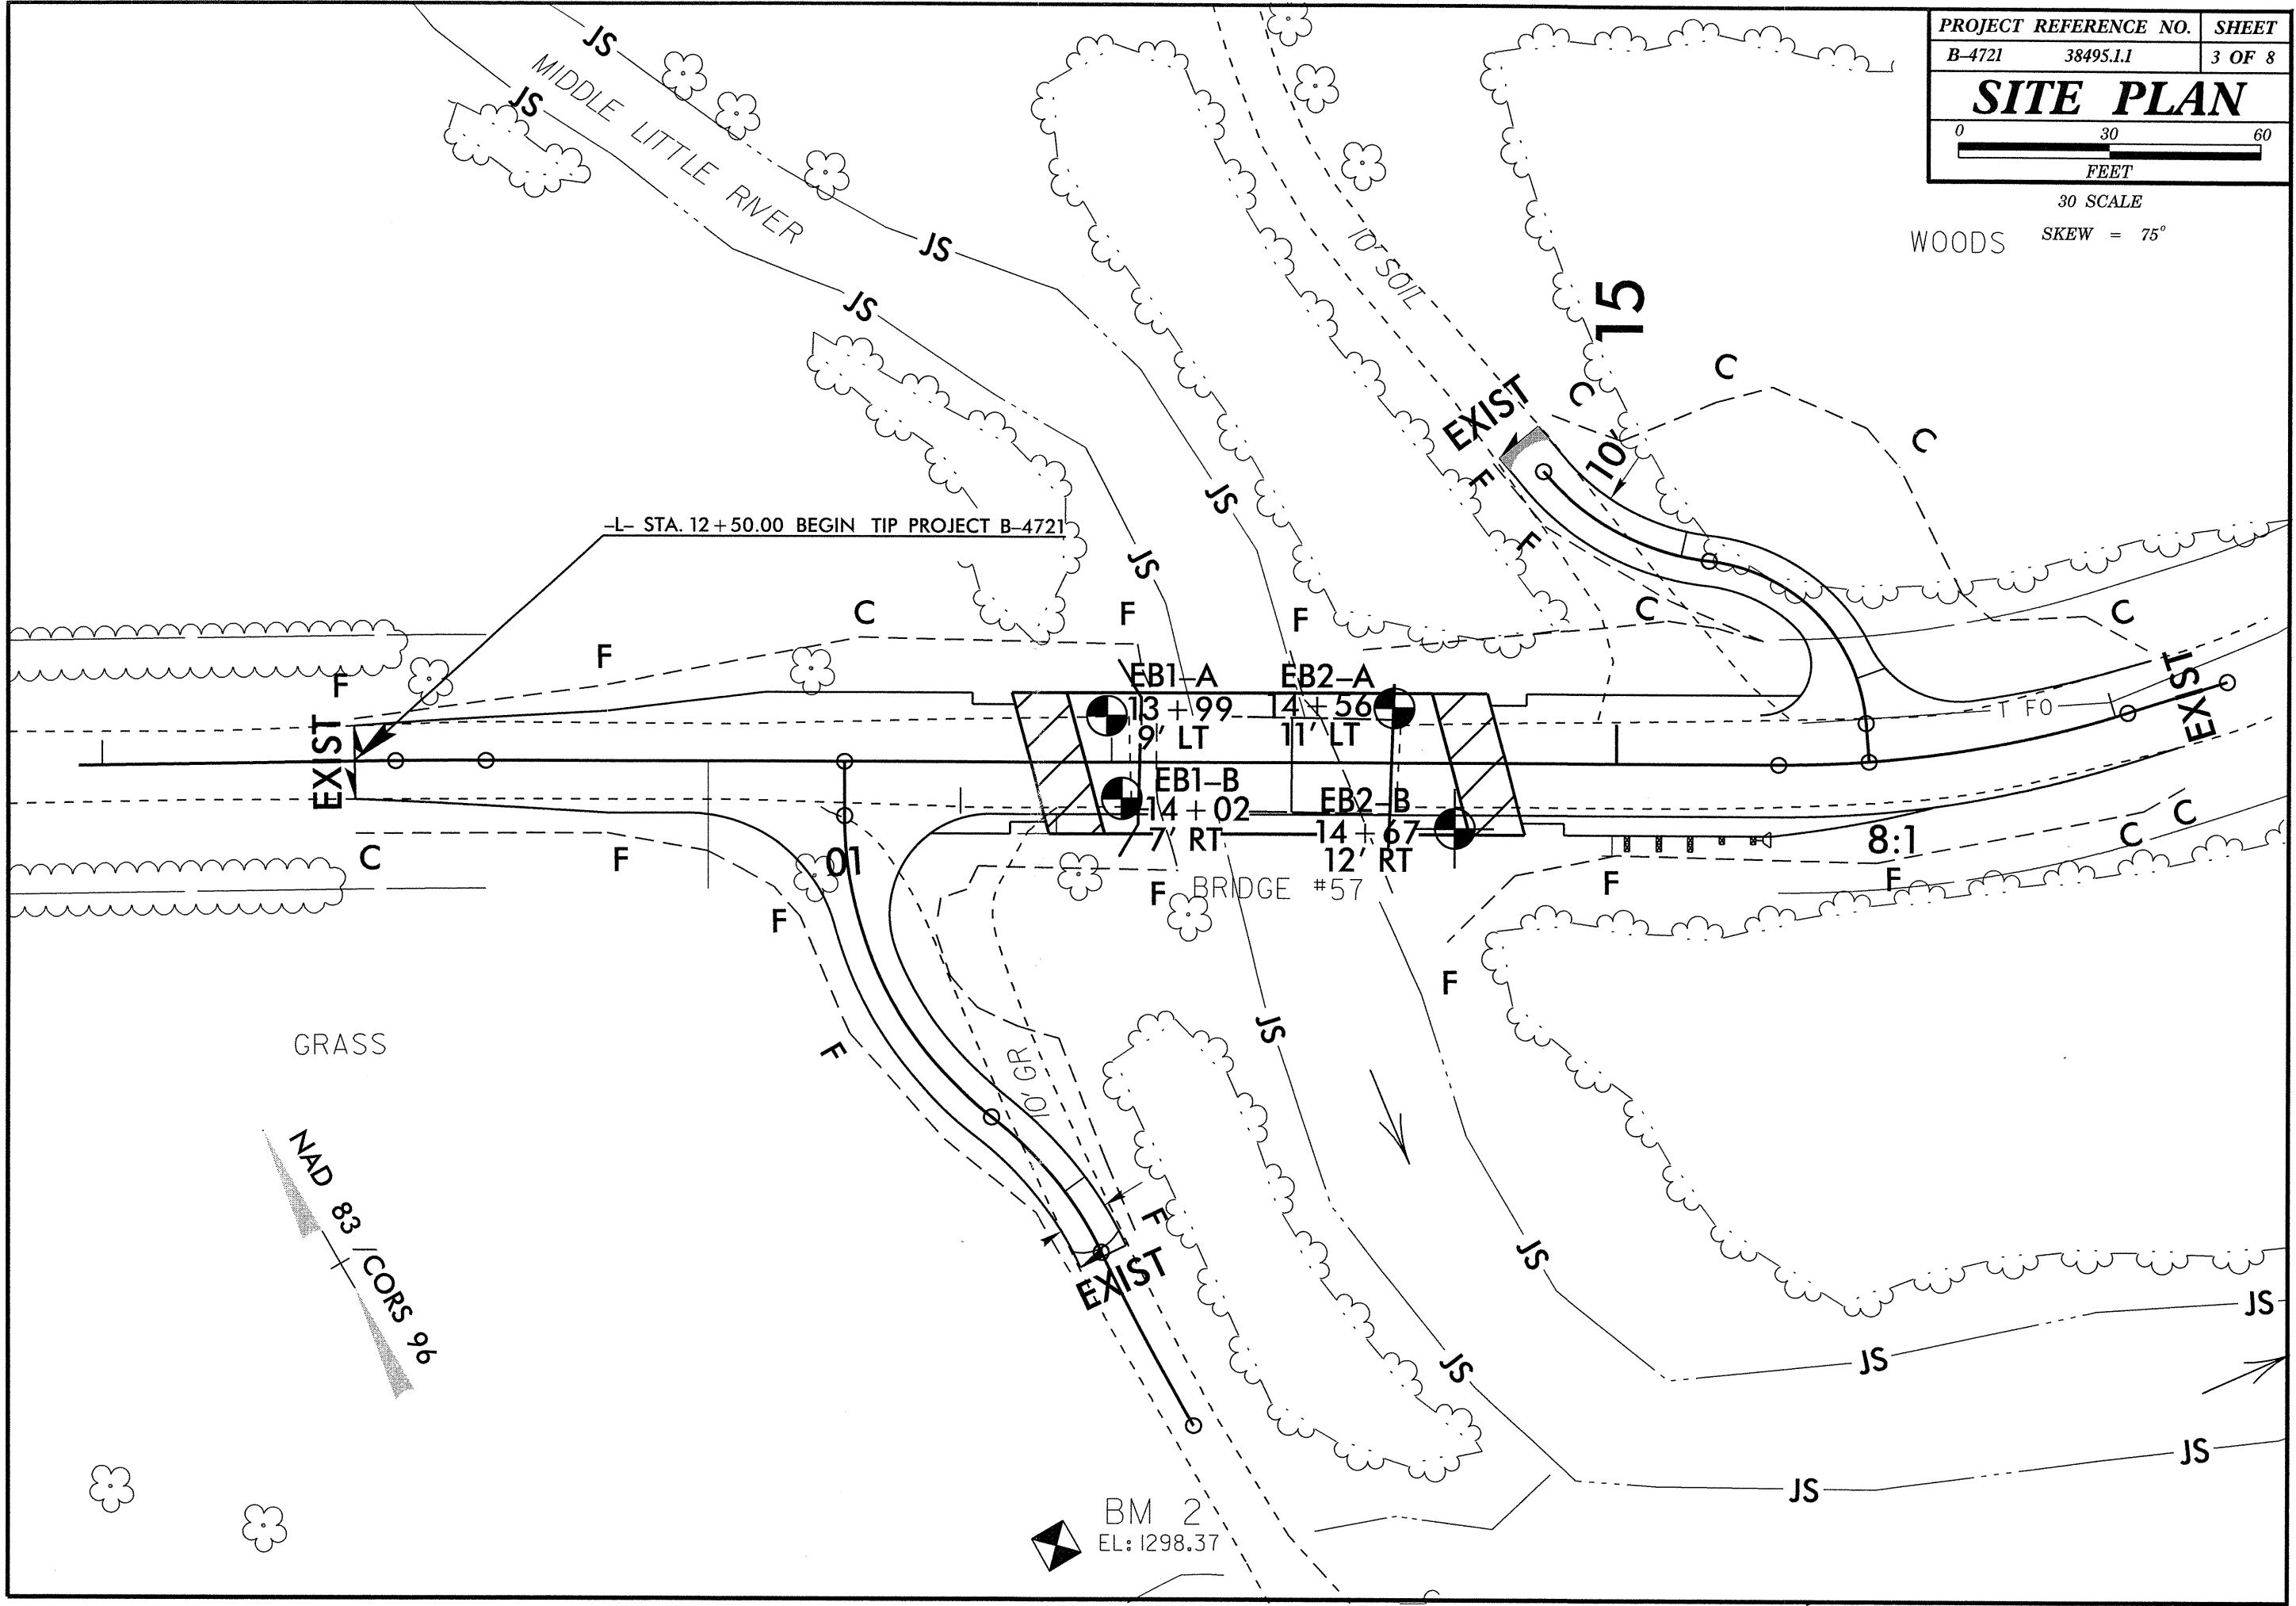 PROJECT REFERENCE NO. SHEET
B-4721 38495.1.1 3 OF 8
SITE PLAN
0 30 60
FEET
30 SCALE
SKEW = 75°
WOODS
JS
JS
MIDDLE LITTLE RIVER
JS
JS
10' SOIL
15
C
C
C
EXIST
10'
F
F
JS
JS
-L- STA. 12+50.00 BEGIN TIP PROJECT B-4721
C
F
F
F
F
C
C
EXIST
EB1-A
13+99
9' LT
EB2-A
14+56
11' LT
T FO
EXIST
EB1-B
14+02
7' RT
EB2-B
14+67
12' RT
BRIDGE #57
8:1
C
C
F
F
C
F
01
F
F
F
F
GRASS
10' GR
JS
NAD 83 /CORS 96
F
EXIST
JS
JS
JS
JS
JS
JS
BM 2
EL: 1298.37